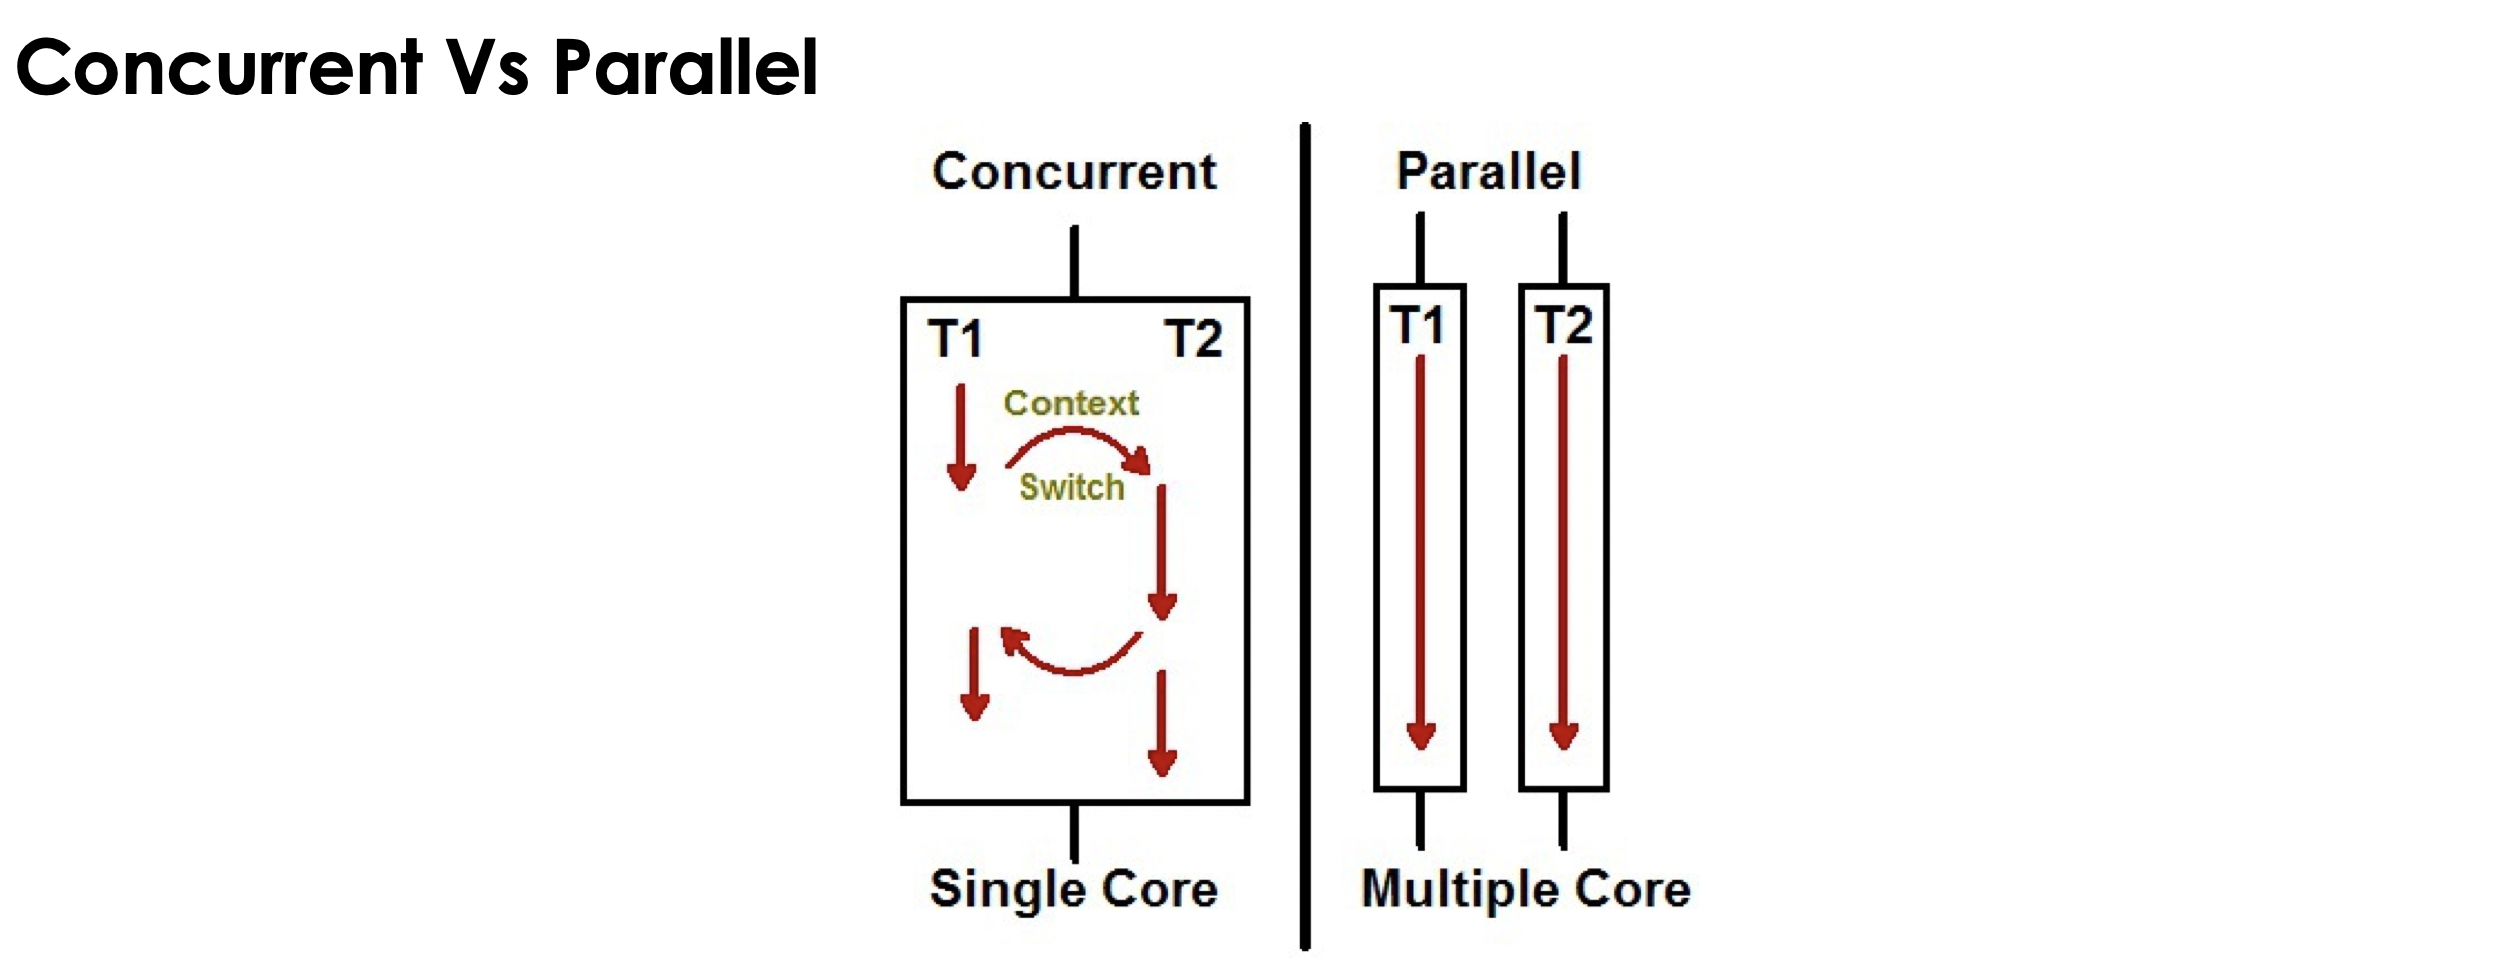 Concurrent Vs Parallel
Concurrent
T1 T2
Context
Switch
Single Core
Parallel
T1 T2
Multiple Core